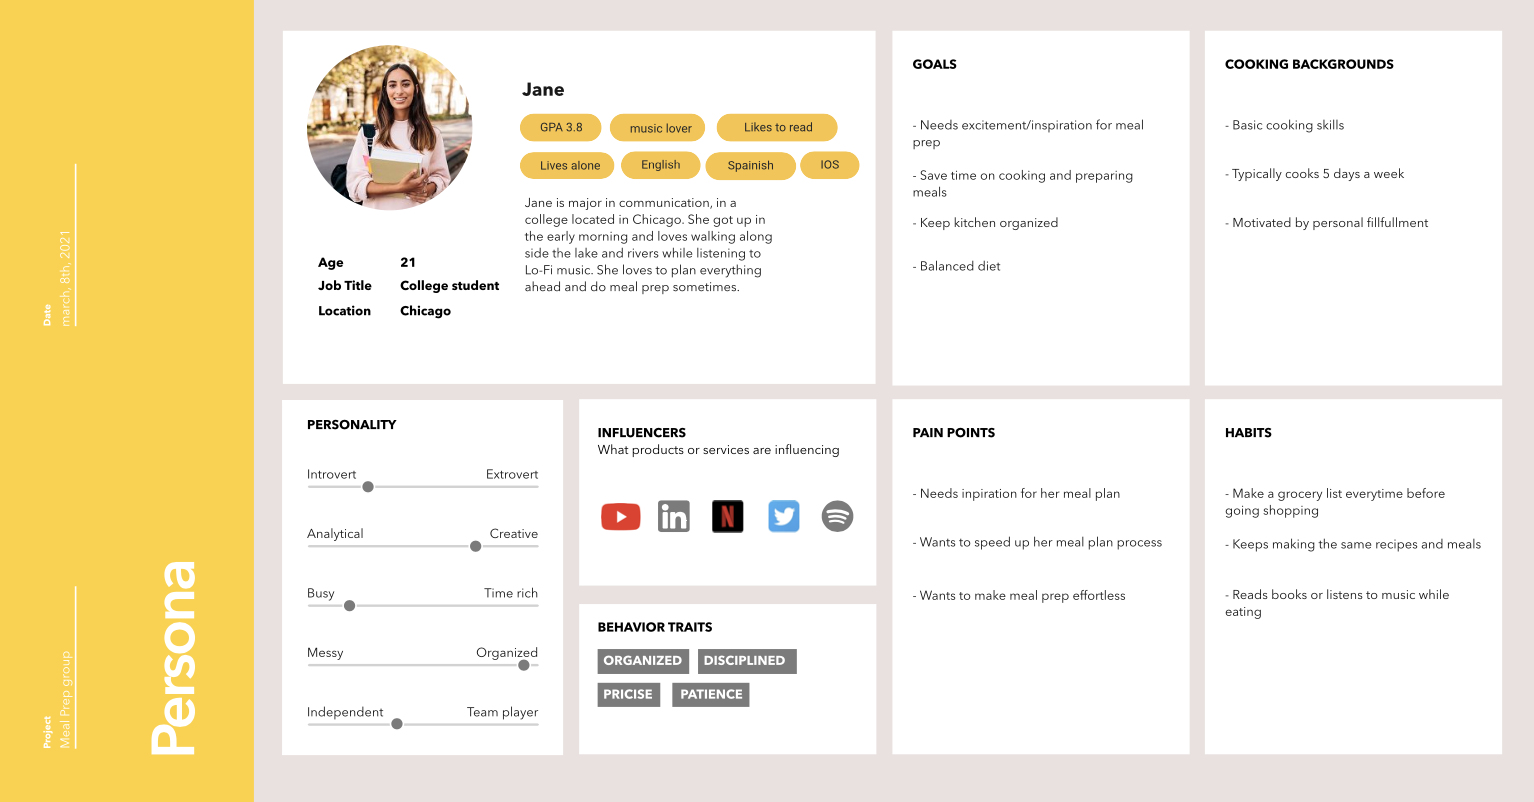 Date
march, 8th, 2021
Project
Meal Prep group
Persona
Jane
GPA 3.8
music lover
Likes to read
Lives alone
English
Spainish
IOS
Jane is major in communication, in a
college located in Chicago. She got up in
the early morning and loves walking along
side the lake and rivers while listening to
Lo-Fi music. She loves to plan everything
ahead and do meal prep sometimes.
Age 21
Job Title College student
Location Chicago
GOALS
- Needs excitement/inspiration for meal
prep
- Save time on cooking and preparing
meals
- Keep kitchen organized
- Balanced diet
COOKING BACKGROUNDS
- Basic cooking skills
- Typically cooks 5 days a week
- Motivated by personal fillfullment
PERSONALITY
Introvert Extrovert
Analytical Creative
Busy Time rich
Messy Organized
Independent Team player
INFLUENCERS
What products or services are influencing
in
N
BEHAVIOR TRAITS
ORGANIZED DISCIPLINED
PRICISE PATIENCE
PAIN POINTS
- Needs inpiration for her meal plan
- Wants to speed up her meal plan process
- Wants to make meal prep effortless
HABITS
- Make a grocery list everytime before
going shopping
- Keeps making the same recipes and meals
- Reads books or listens to music while
eating